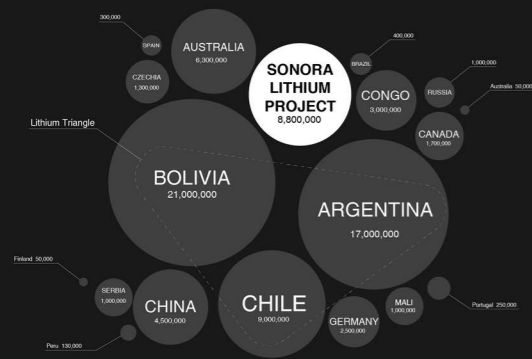 300,000
SPAIN
AUSTRALIA
6,300,000
CZECHIA
1,300,000
SONORA
LITHIUM
PROJECT
8,800,000
400,000
BRAZIL
CONGO
3,000,000
1,000,000
RUSSIA
Australia 50,000
CANADA
1,700,000
Lithium Triangle
BOLIVIA
21,000,000
ARGENTINA
17,000,000
Finland 50,000
SERBIA
1,900,000
Peru 130,000
CHINA
4,500,000
CHILE
9,000,000
GERMANY
2,500,000
MALI
1,000,000
Portugal 250,000